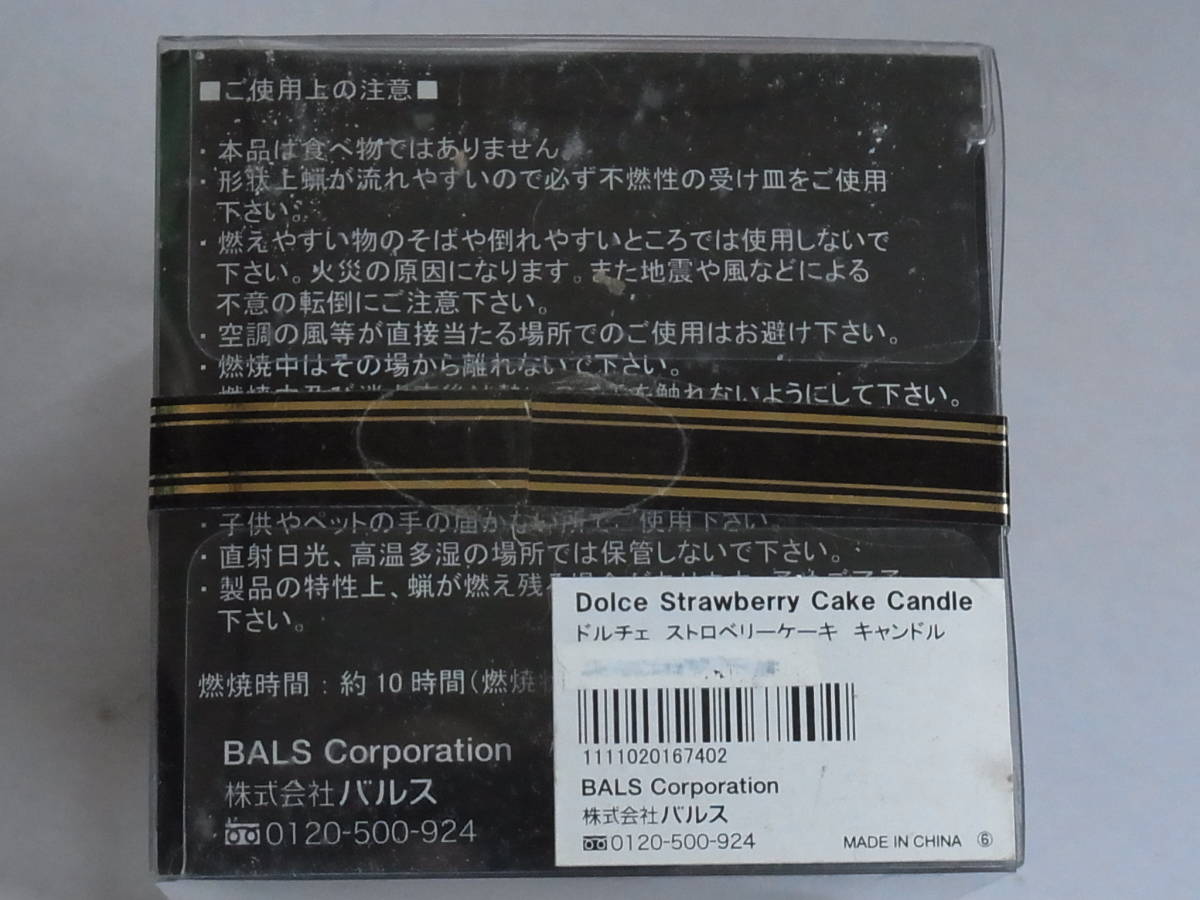 ■ご使用上の注意■
・本品は食べ物ではありません。
・形状上蝋が流れやすいので必ず不燃性の受け皿をご使用
下さい。
・燃えやすい物のそばや倒れやすいところでは使用しないで
下さい。火災の原因になります。また地震や風などによる
不意の転倒にご注意下さい。
・空調の風等が直接当たる場所でのご使用はお避け下さい。
・燃焼中はその場から離れないで下さい。
触れないようにして下さい。
・子供やペットの手の届かない所で、使用下さい。
・直射日光、高温多湿の場所では保管しないで下さい。
・製品の特性上、蝋が燃え残る場合があります。
下さい。
燃焼時間:約10時間(燃焼
BALS Corporation
株式会社バルス
0120-500-924
Dolce Strawberry Cake Candle
ドルチェ ストロベリーケーキ キャンドル
1111020167402
BALS Corporation
株式会社バルス
0120-500-924
MADE IN CHINA ⑥